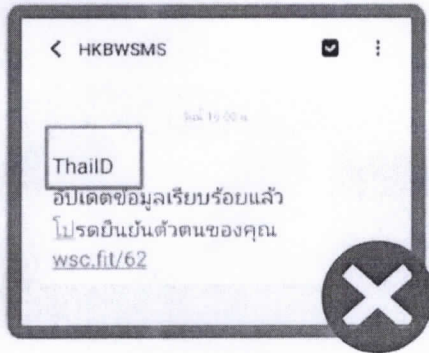 HKBWSMS
ThaiID
อัปเดตข้อมูลเรียบร้อยแล้ว
โปรดยืนยันตัวตนของคุณ
wsc.fit/62